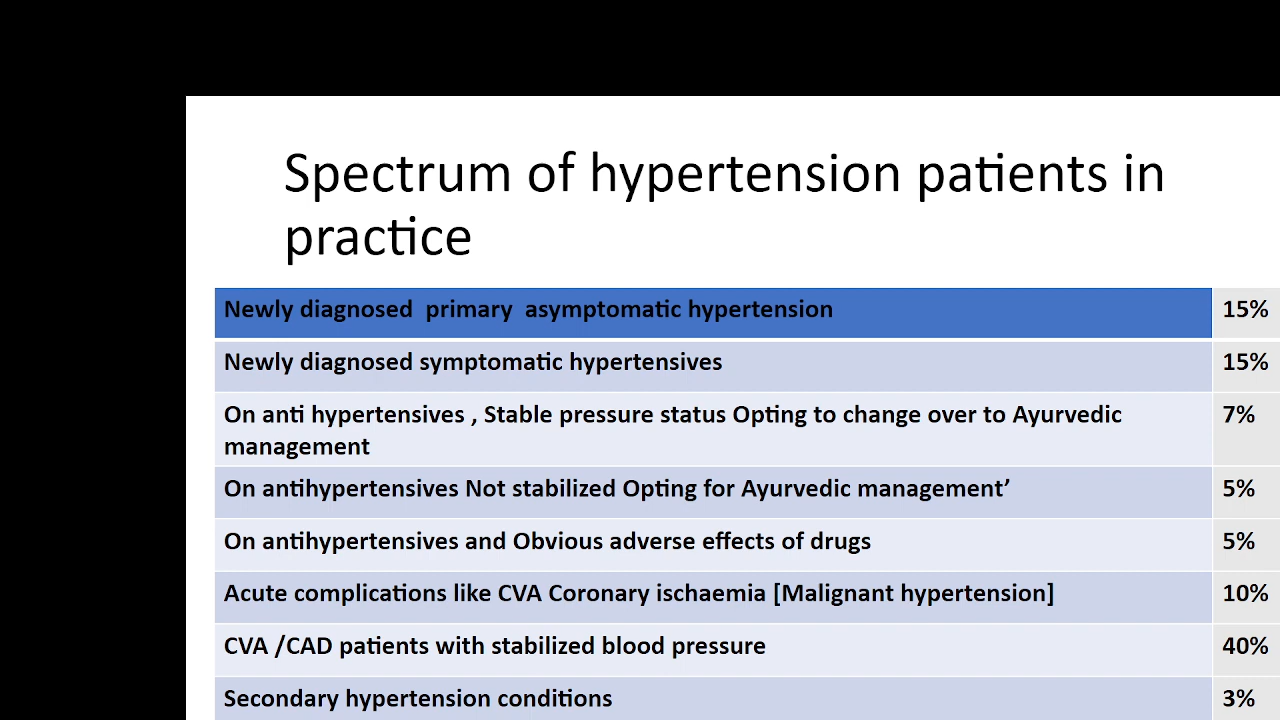 Spectrum of hypertension patients in
practice
Newly diagnosed  primary  asymptomatic hypertension 15%
Newly diagnosed symptomatic hypertensives 15%
On anti hypertensives , Stable pressure status Opting to change over to Ayurvedic 7%
management
On antihypertensives Not stabilized Opting for Ayurvedic management’ 5%
On antihypertensives and Obvious adverse effects of drugs 5%
Acute complications like CVA Coronary ischaemia [Malignant hypertension] 10%
CVA /CAD patients with stabilized blood pressure 40%
Secondary hypertension conditions 3%